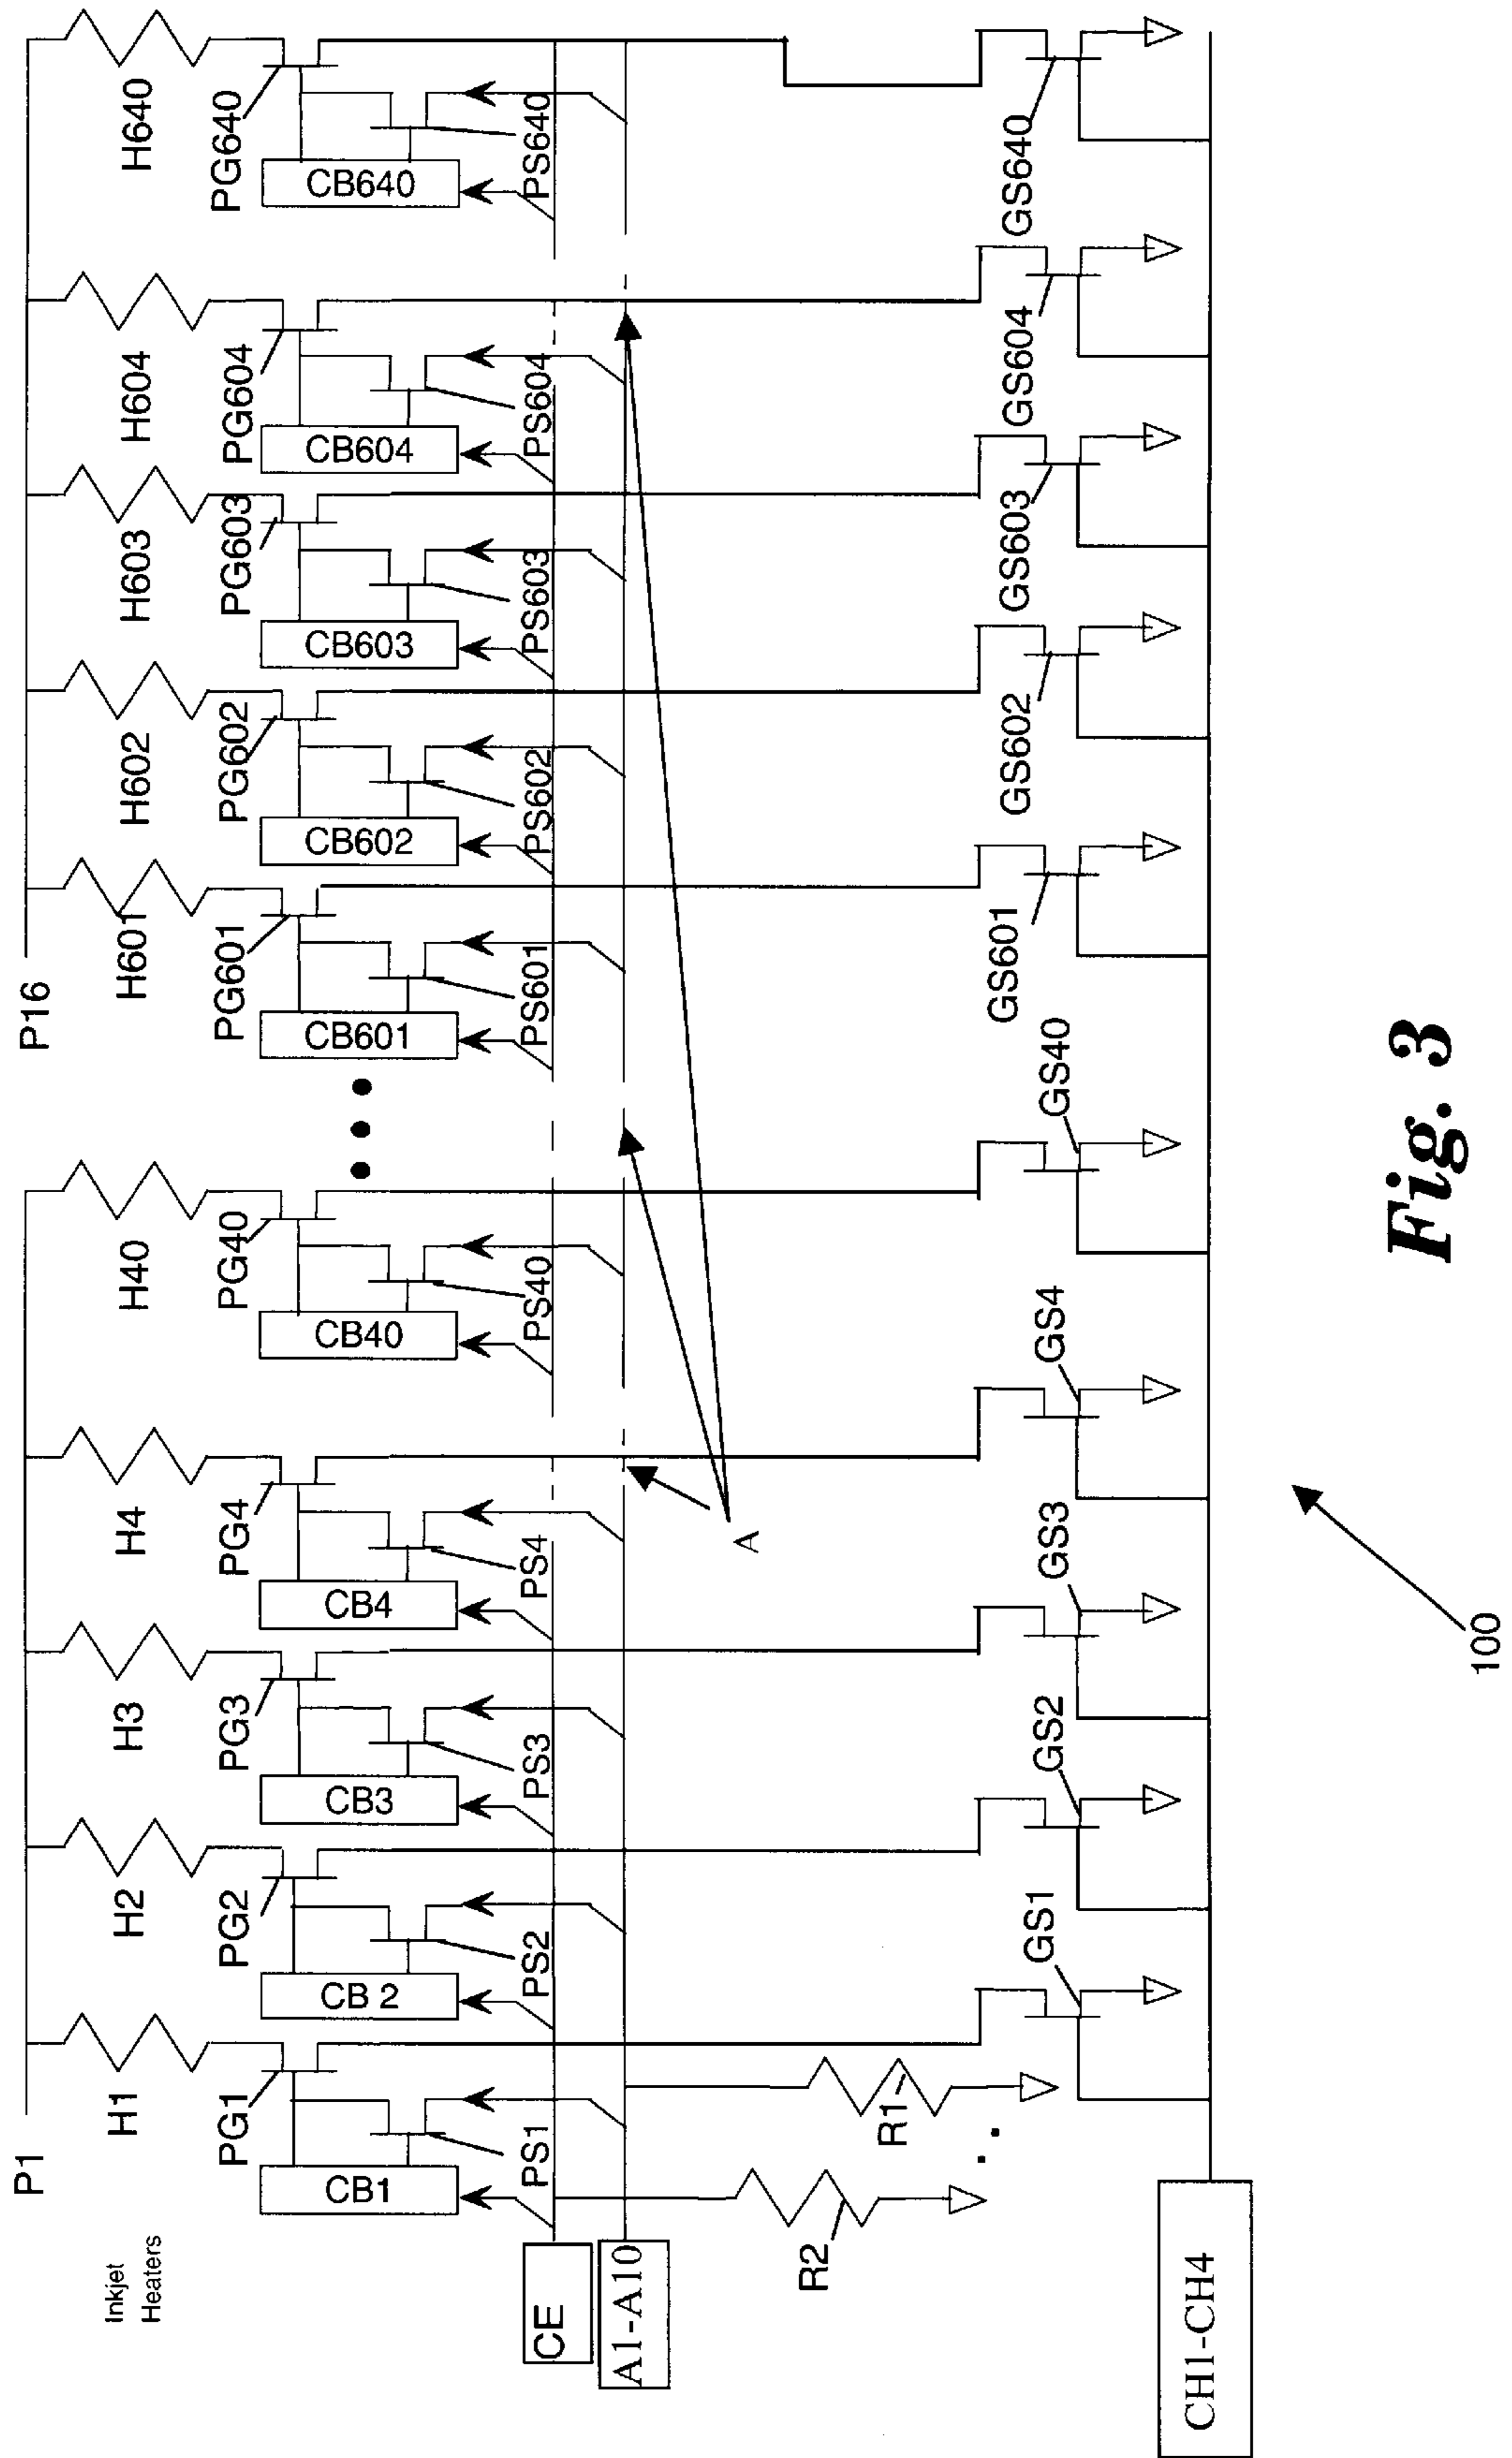 P1
P16
Inkjet
Heaters
H1
H2
H3
H4
H40
H601
H602
H603
H604
H640
PG1
PG2
PG3
PG4
PG40
PG601
PG602
PG603
PG604
PG640
CB1
CB 2
CB3
CB4
CB40
CB601
CB602
CB603
CB604
CB640
PS1
PS2
PS3
PS4
PS40
PS601
PS602
PS603
PS604
PS640
CE
A1-A10
A
R2
R1
GS1
GS2
GS3
GS4
GS40
GS601
GS602
GS603
GS604
GS640
CH1-CH4
100
Fig. 3